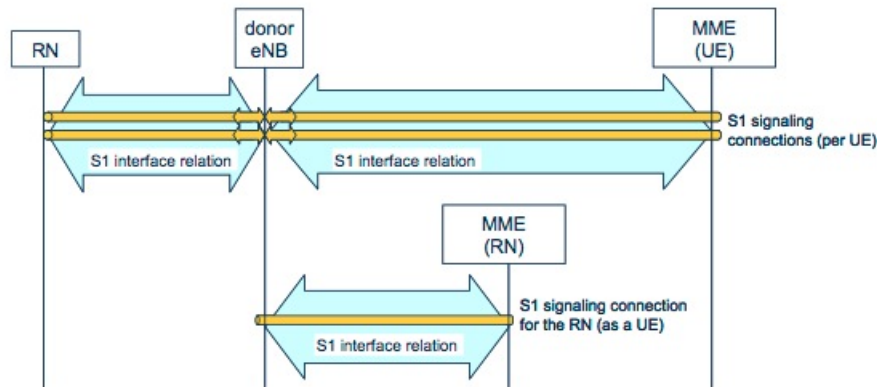 RN
donor
eNB
MME
(UE)
S1 signaling
connections (per UE)
S1 interface relation
S1 interface relation
MME
(RN)
S1 signaling connection
for the RN (as a UE)
S1 interface relation